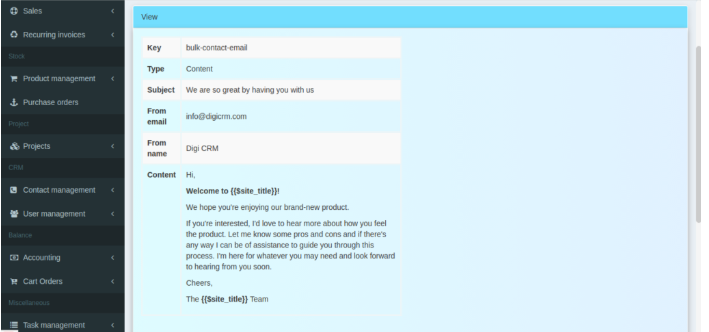 Sales
Recurring invoices
Stock
Product management
Purchase orders
Project
Projects
CRM
Contact management
User management
Balance
Accounting
Cart Orders
Miscellaneous
Task management
View
Key bulk-contact-email
Type Content
Subject We are so great by having you with us
From email info@digicrm.com
From name Digi CRM
Content Hi,
Welcome to {{$site_title}}!
We hope you're enjoying our brand-new product.
If you're interested, I'd love to hear more about how you feel
the product. Let me know some pros and cons and if there's
any way I can be of assistance to guide you through this
process. I'm here for whatever you may need and look forward
to hearing from you soon.
Cheers,
The {{$site_title}} Team